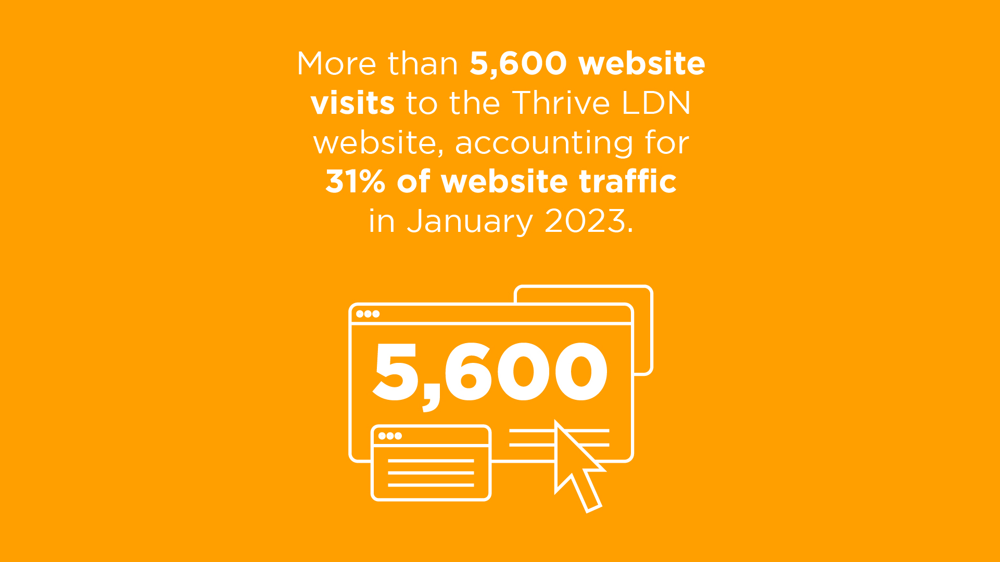 More than 5,600 website
visits to the Thrive LDN
website, accounting for
31% of website traffic
in January 2023.
5,600